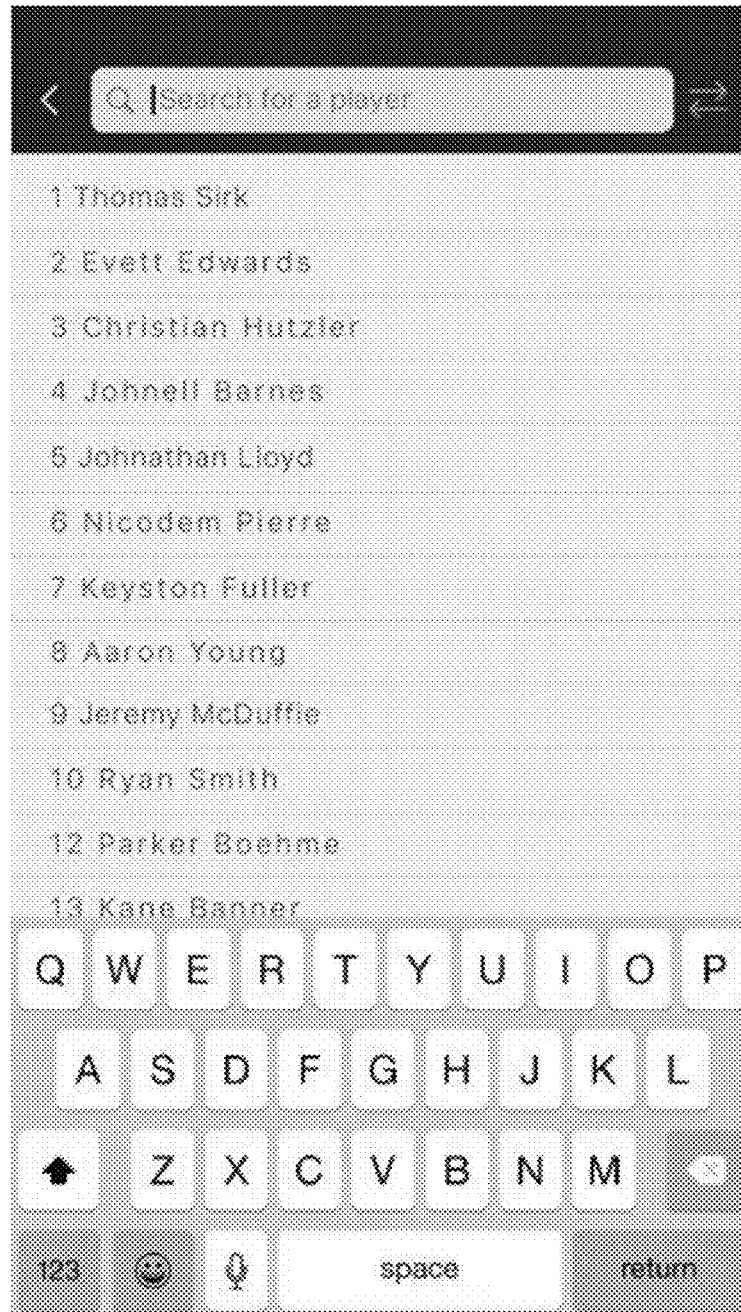 Search for a player
1 Thomas Sirk
2 Evett Edwards
3 Christian Hutzler
4 Johnell Barnes
5 Johnathan Lloyd
6 Nicodem Pierre
7 Keyston Fuller
8 Aaron Young
9 Jeremy McDuffie
10 Ryan Smith
12 Parker Boehme
13 Kane Banner
Q W E R T Y U I O P
A S D F G H J K L
Z X C V B N M
123 space return